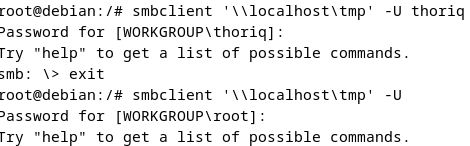 root@debian:/# smbclient '\\localhost\tmp' -U thoriq
Password for [WORKGROUP\thoriq]:
Try "help" to get a list of possible commands.
smb: \> exit
root@debian:/# smbclient '\\localhost\tmp' -U
Password for [WORKGROUP\root]:
Try "help" to get a list of possible commands.